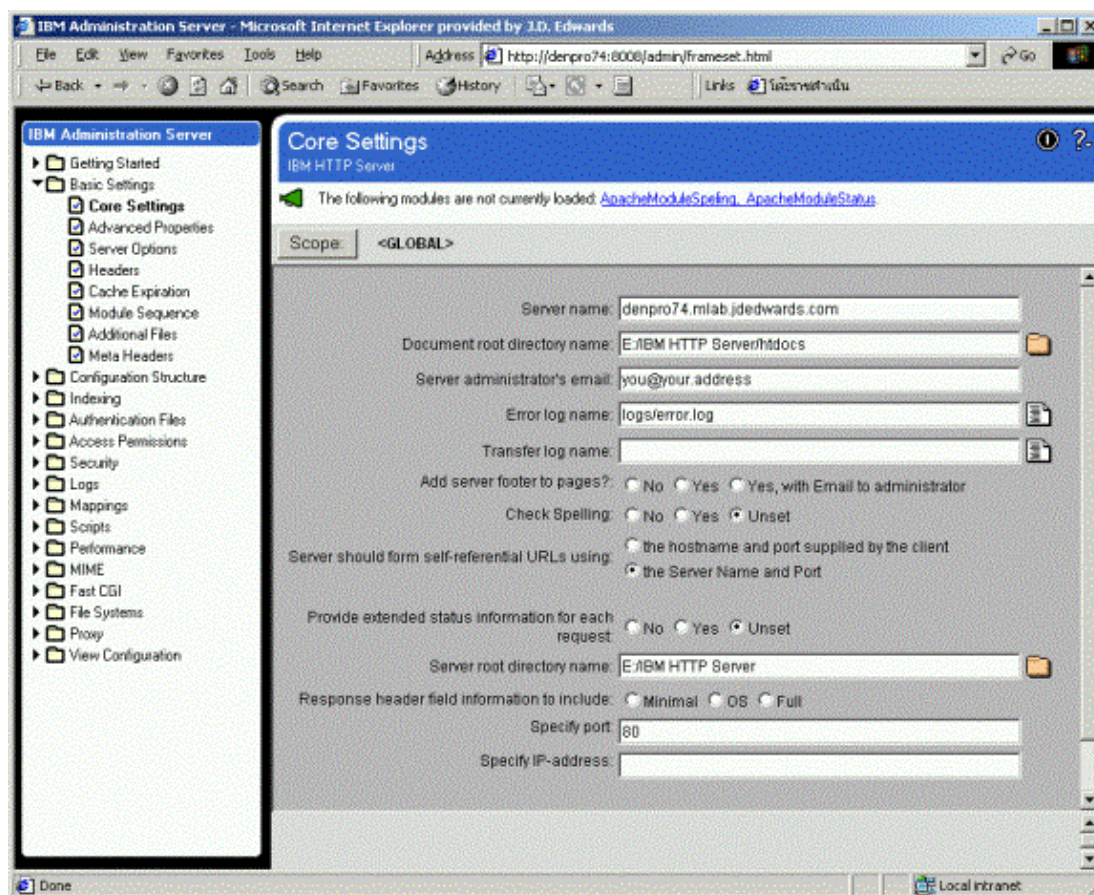 IBM Administration Server - Microsoft Internet Explorer provided by J.D. Edwards
File Edit View Favorites Tools Help Address http://denpro74:8008/admin/frameset.html Go
Back Search Favorites History Links
IBM Administration Server
Getting Started
Basic Settings
Core Settings
Advanced Properties
Server Options
Headers
Cache Expiration
Module Sequence
Additional Files
Meta Headers
Configuration Structure
Indexing
Authentication Files
Access Permissions
Security
Logs
Mappings
Scripts
Performance
MIME
Fast CGI
File Systems
Proxy
View Configuration
Core Settings
IBM HTTP Server
The following modules are not currently loaded: ApacheModuleSpeling, ApacheModuleStatus.
Scope: <GLOBAL>
Server name: denpro74.mlab.jdedwards.com
Document root directory name: E:/IBM HTTP Server/htdocs
Server administrator's email: you@your.address
Error log name: logs/error.log
Transfer log name:
Add server footer to pages?: No Yes Yes, with Email to administrator
Check Spelling: No Yes Unset
Server should form self-referential URLs using: the hostname and port supplied by the client
the Server Name and Port
Provide extended status information for each
request: No Yes Unset
Server root directory name: E:/IBM HTTP Server
Response header field information to include: Minimal OS Full
Specify port: 80
Specify IP-address:
Done Local intranet